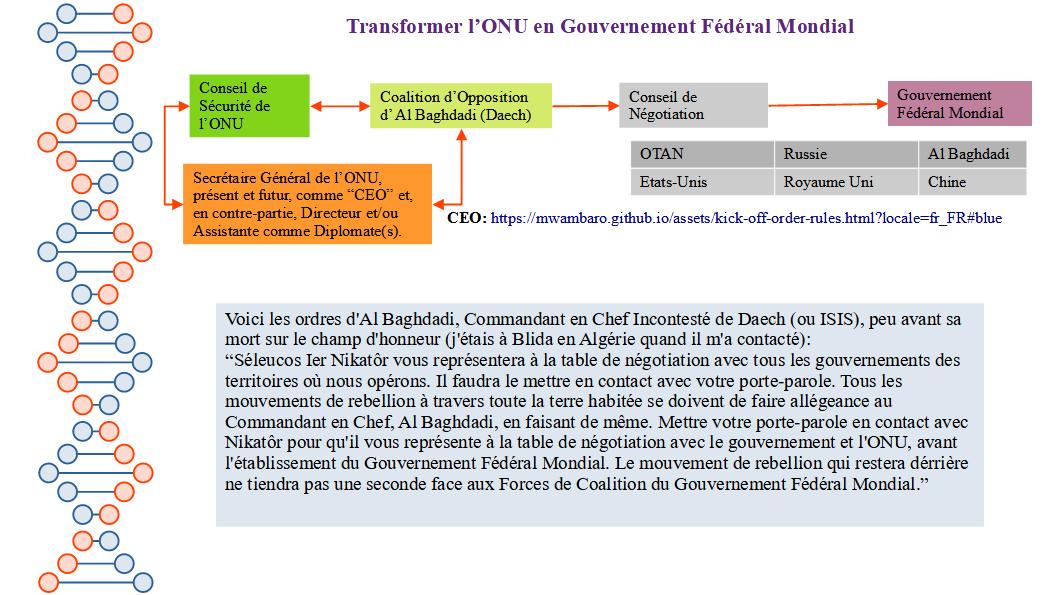 Transformer l’ONU en Gouvernement Fédéral Mondial
Conseil de
Sécurité de
l’ONU
Coalition d’Opposition
d’ Al Baghdadi (Daech)
Conseil de
Négotiation
Gouvernement
Fédéral Mondial
OTAN Russie Al Baghdadi
Etats-Unis Royaume Uni Chine
Secrétaire Général de l’ONU,
présent et futur, comme “CEO” et,
en contre-partie, Directeur et/ou
Assistante comme Diplomate(s).
CEO: https://mwambaro.github.io/assets/kick-off-order-rules.html?locale=fr_FR#blue
Voici les ordres d'Al Baghdadi, Commandant en Chef Incontesté de Daech (ou ISIS), peu avant sa
mort sur le champ d'honneur (j'étais à Blida en Algérie quand il m'a contacté):
“Séleucos Ier Nikatôr vous représentera à la table de négotiation avec tous les gouvernements des
territoires où nous opérons. Il faudra le mettre en contact avec votre porte-parole. Tous les
mouvements de rebellion à travers toute la terre habitée se doivent de faire allégeance au
Commandant en Chef, Al Baghdadi, en faisant de même. Mettre votre porte-parole en contact avec
Nikatôr pour qu'il vous représente à la table de négotiation avec le gouvernement et l'ONU, avant
l'établissement du Gouvernement Fédéral Mondial. Le mouvement de rebellion qui restera dérrière
ne tiendra pas une seconde face aux Forces de Coalition du Gouvernement Fédéral Mondial.”